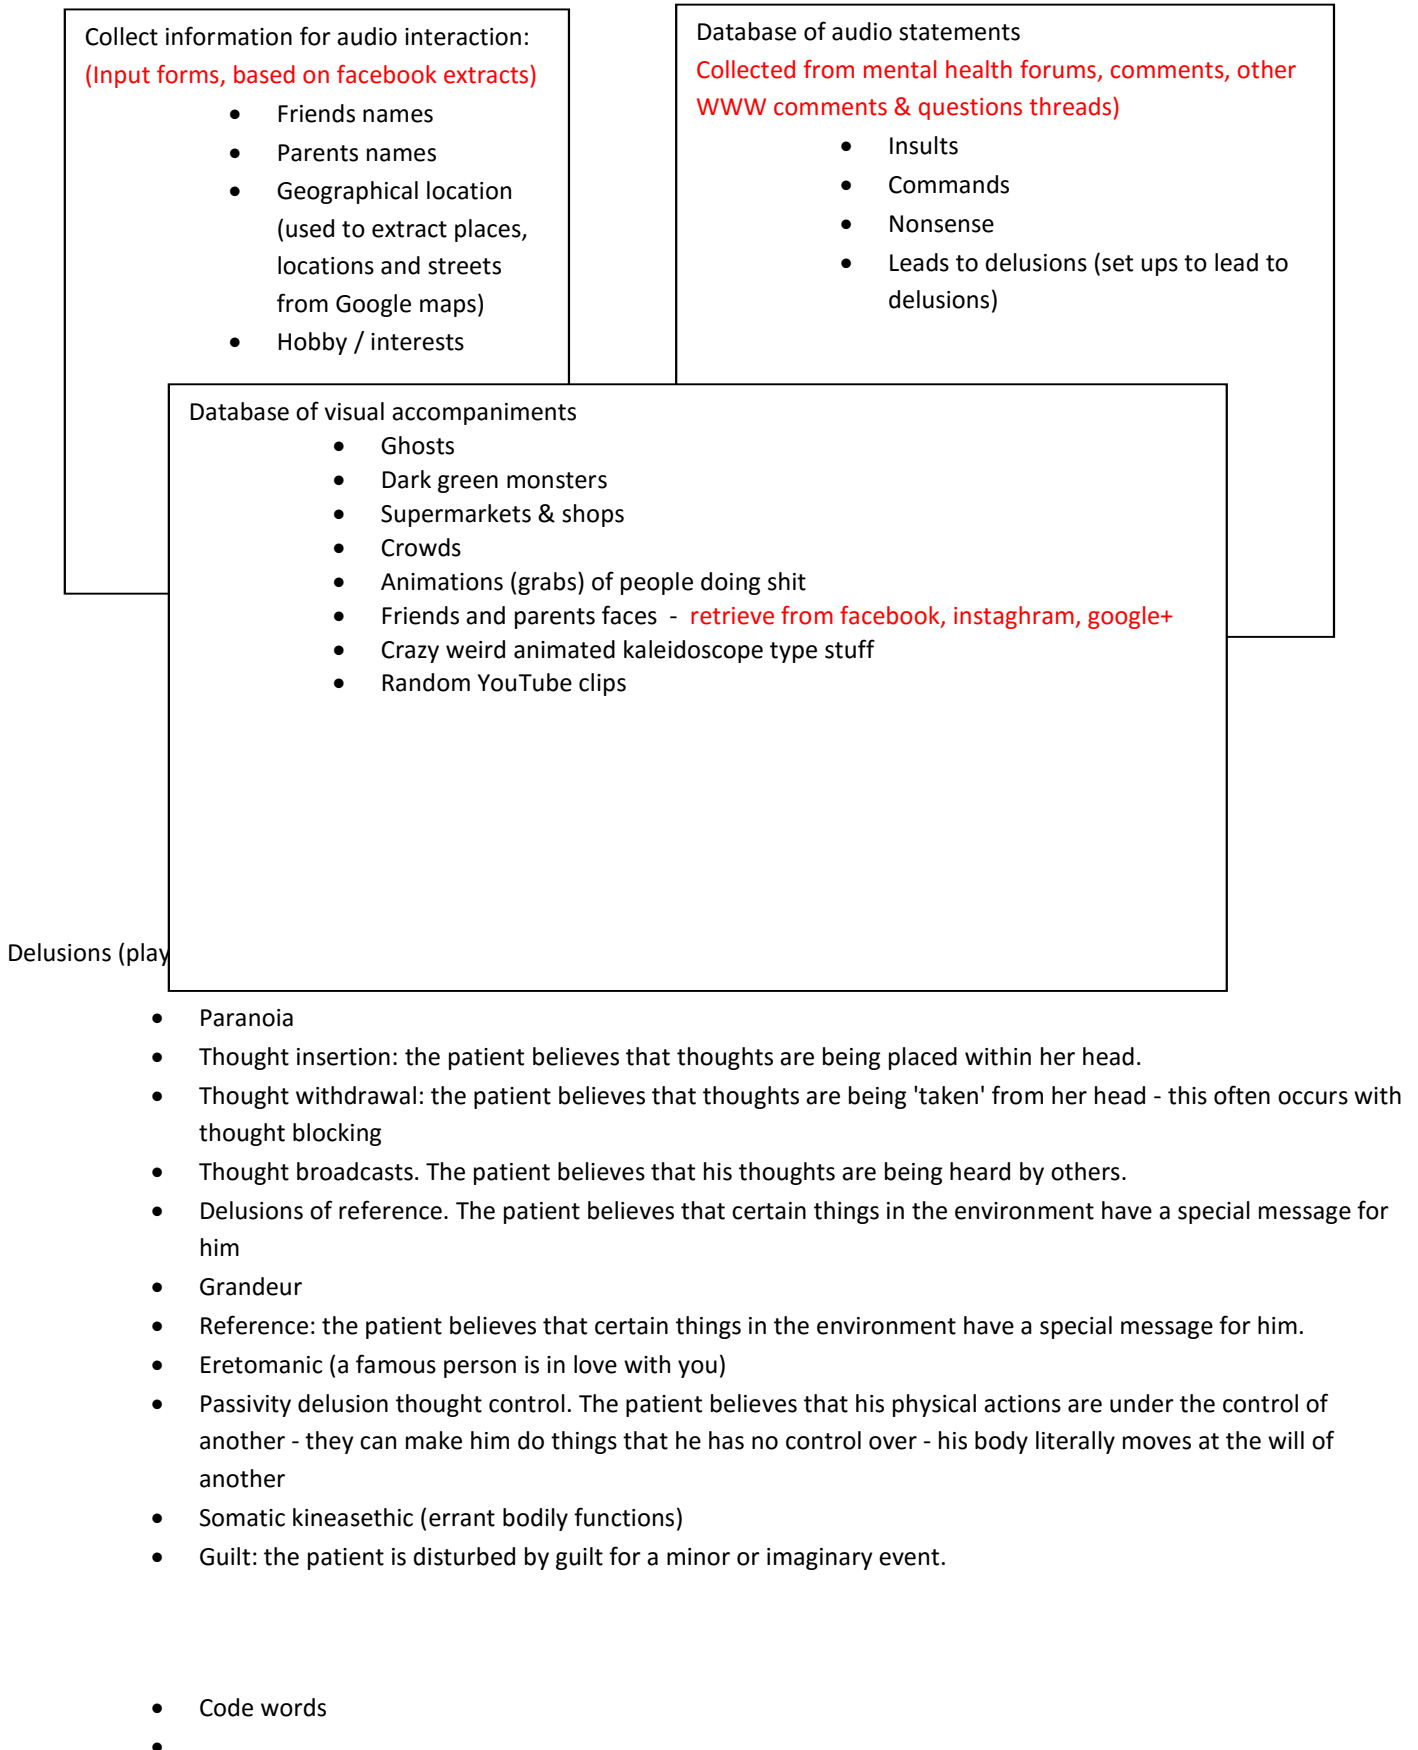 Collect information for audio interaction:
(Input forms, based on facebook extracts)
• Friends names
• Parents names
• Geographical location
(used to extract places,
locations and streets
from Google maps)
• Hobby / interests
Database of audio statements
Collected from mental health forums, comments, other
WWW comments & questions threads)
• Insults
• Commands
• Nonsense
• Leads to delusions (set ups to lead to
delusions)
Database of visual accompaniments
• Ghosts
• Dark green monsters
• Supermarkets & shops
• Crowds
• Animations (grabs) of people doing shit
• Friends and parents faces - retrieve from facebook, instaghram, google+
• Crazy weird animated kaleidoscope type stuff
• Random YouTube clips
Delusions (play
• Paranoia
• Thought insertion: the patient believes that thoughts are being placed within her head.
• Thought withdrawal: the patient believes that thoughts are being 'taken' from her head - this often occurs with
thought blocking
• Thought broadcasts. The patient believes that his thoughts are being heard by others.
• Delusions of reference. The patient believes that certain things in the environment have a special message for
him
• Grandeur
• Reference: the patient believes that certain things in the environment have a special message for him.
• Eretomanic (a famous person is in love with you)
• Passivity delusion thought control. The patient believes that his physical actions are under the control of
another - they can make him do things that he has no control over - his body literally moves at the will of
another
• Somatic kineasethic (errant bodily functions)
• Guilt: the patient is disturbed by guilt for a minor or imaginary event.
• Code words
•